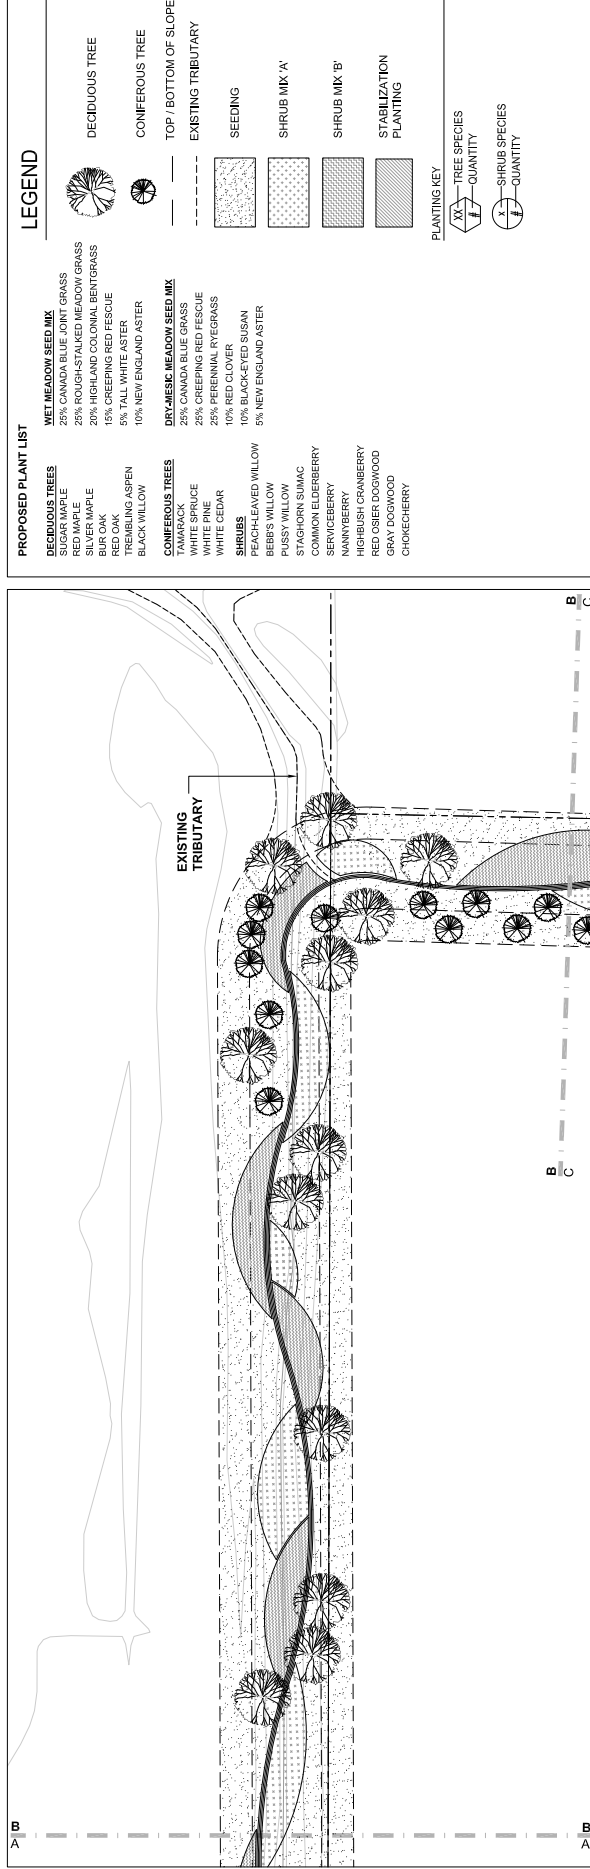 PROPOSED PLANT LIST
DECIDUOUS TREES
SUGAR MAPLE
RED MAPLE
SILVER MAPLE
BUR OAK
RED OAK
TREMBLING ASPEN
BLACK WILLOW
CONIFEROUS TREES
TAMARACK
WHITE SPRUCE
WHITE PINE
WHITE CEDAR
SHRUBS
PEACH-LEAVED WILLOW
BEBB'S WILLOW
PUSSY WILLOW
STAGHORN SUMAC
COMMON ELDERBERRY
SERVICEBERRY
NANNYBERRY
HIGHBUSH CRANBERRY
RED OSIER DOGWOOD
GRAY DOGWOOD
CHOKECHERRY
WET MEADOW SEED MIX
25% CANADA BLUE JOINT GRASS
25% ROUGH-STALKED MEADOW GRASS
20% HIGHLAND COLONIAL BENTGRASS
15% CREEPING RED FESCUE
5% TALL WHITE ASTER
10% NEW ENGLAND ASTER
DRY-MESIC MEADOW SEED MIX
25% CANADA BLUE GRASS
25% CREEPING RED FESCUE
25% PERENNIAL RYEGRASS
10% RED CLOVER
10% BLACK-EYED SUSAN
5% NEW ENGLAND ASTER
LEGEND
DECIDUOUS TREE
CONIFEROUS TREE
TOP / BOTTOM OF SLOPE
EXISTING TRIBUTARY
SEEDING
SHRUB MIX 'A'
SHRUB MIX 'B'
STABILIZATION
PLANTING
PLANTING KEY
XX
TREE SPECIES
#
QUANTITY
x
SHRUB SPECIES
#
QUANTITY
EXISTING
TRIBUTARY
B
C
B
C
B
A
B
A